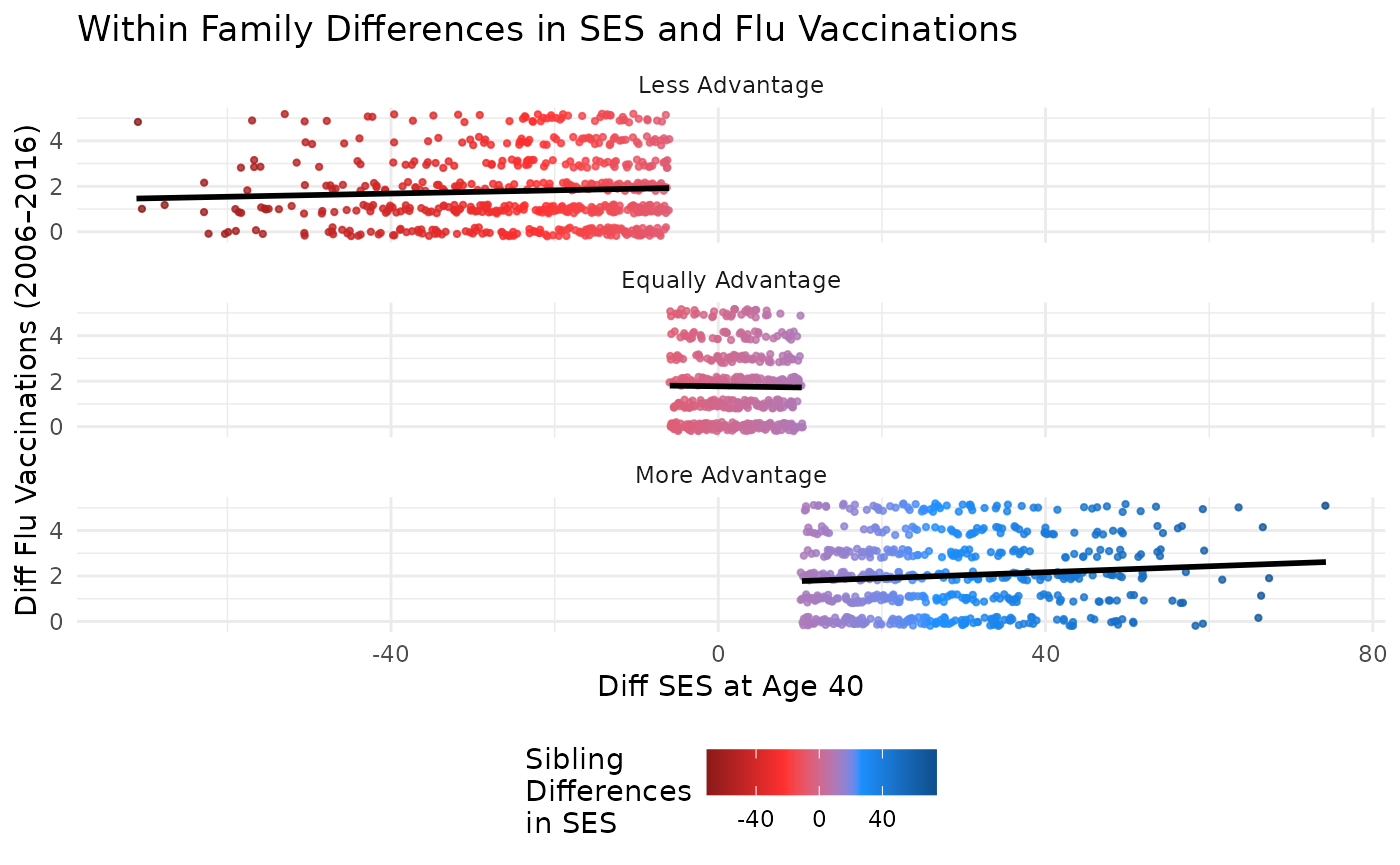 Within Family Differences in SES and Flu Vaccinations
Diff Flu Vaccinations (2006–2016)
Less Advantage
4
2
0
Equally Advantage
4
2
0
More Advantage
4
2
0
-40 0 40 80
Diff SES at Age 40
Sibling
Differences
in SES
-40 0 40